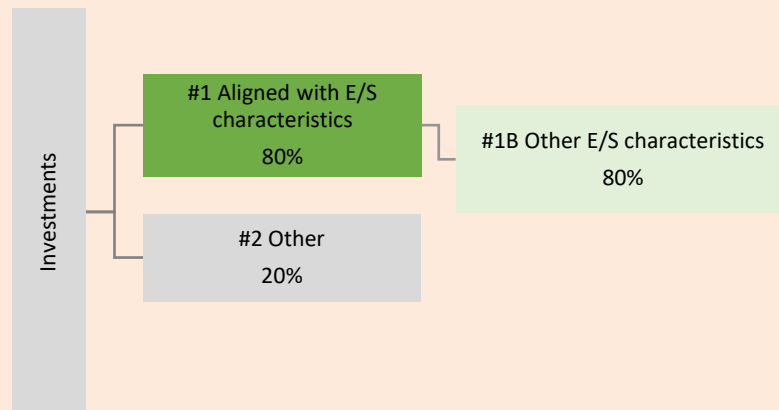 Investments
#1 Aligned with E/S
characteristics
80%
#1B Other E/S characteristics
80%
#2 Other
20%